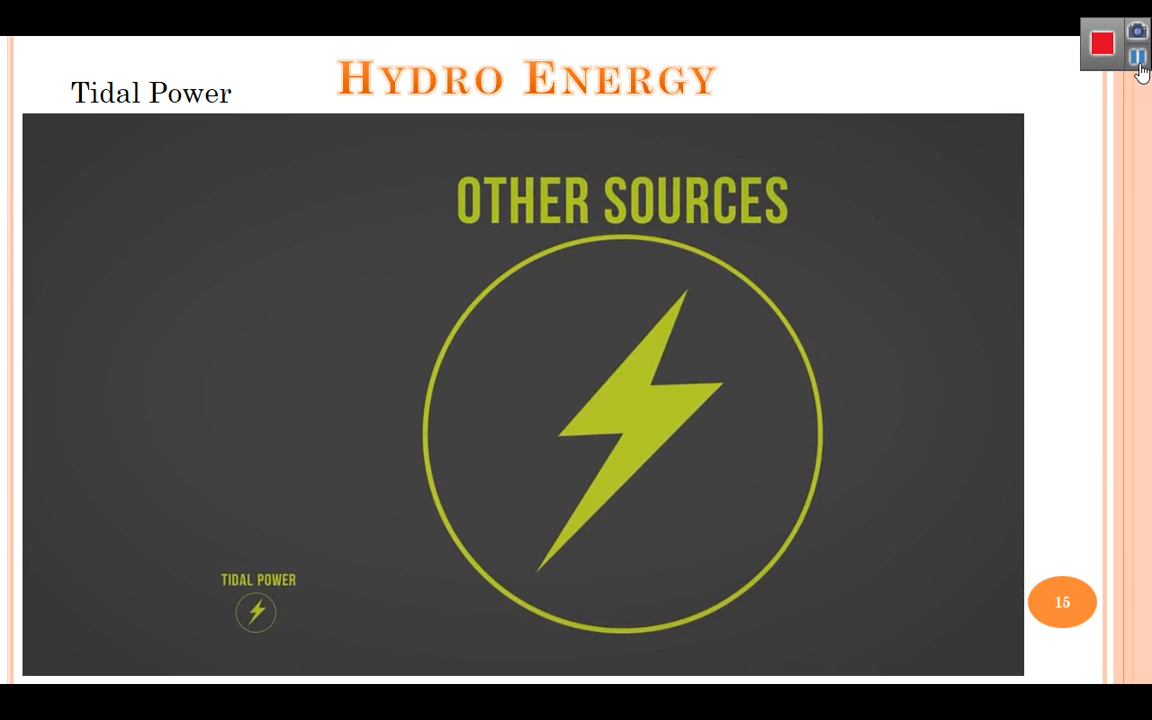 HYDRO ENERGY
Tidal Power
OTHER SOURCES
TIDAL POWER
15